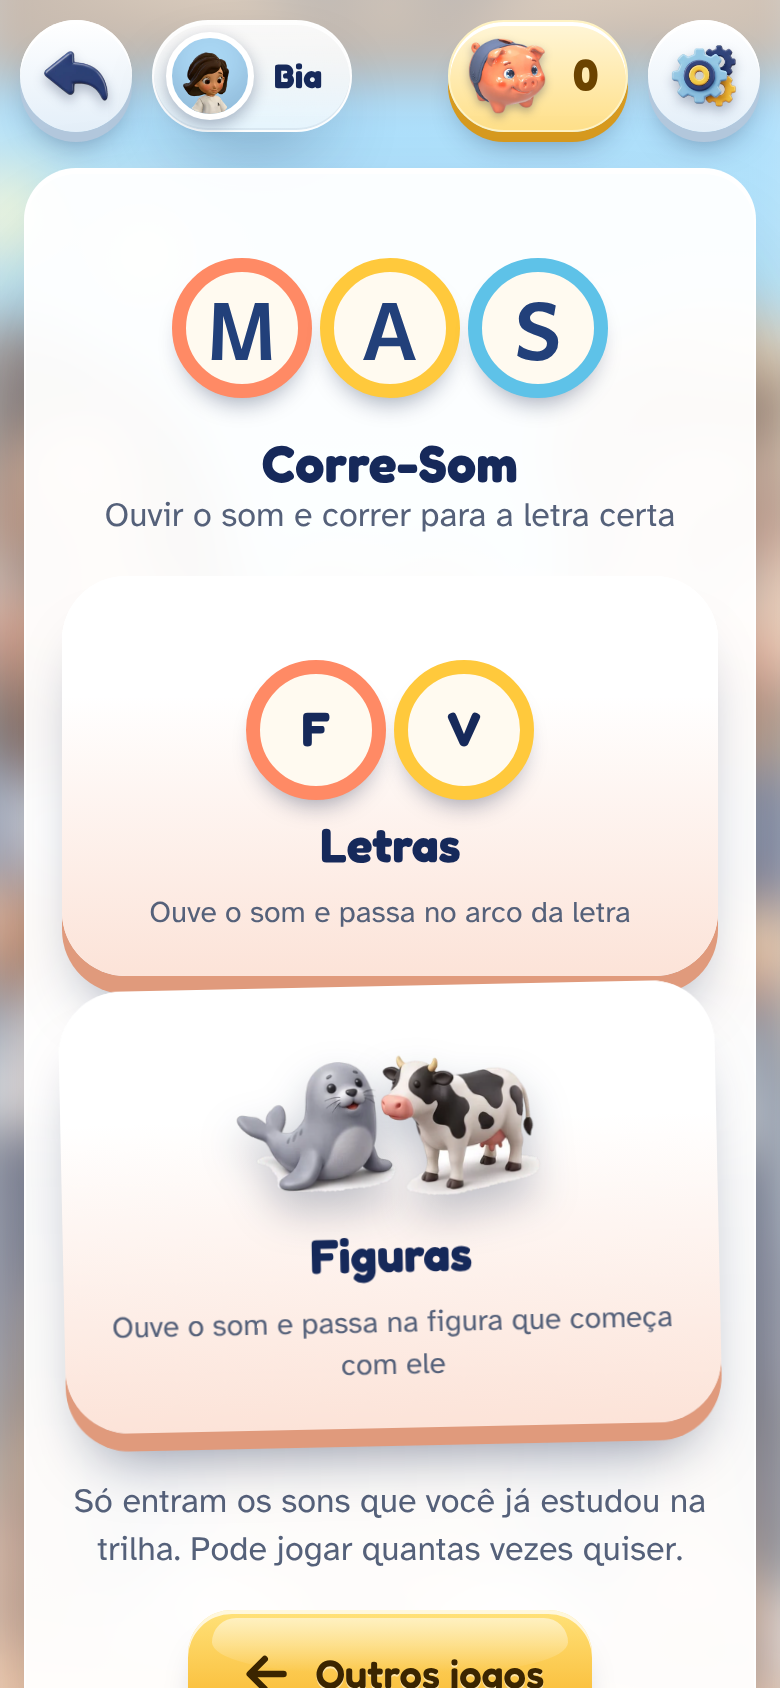 Bia
0
M A S
Corre-Som
Ouvir o som e correr para a letra certa
F V
Letras
Ouve o som e passa no arco da letra
Figuras
Ouve o som e passa na figura que começa
com ele
Só entram os sons que você já estudou na
trilha. Pode jogar quantas vezes quiser.
← Outros jogos